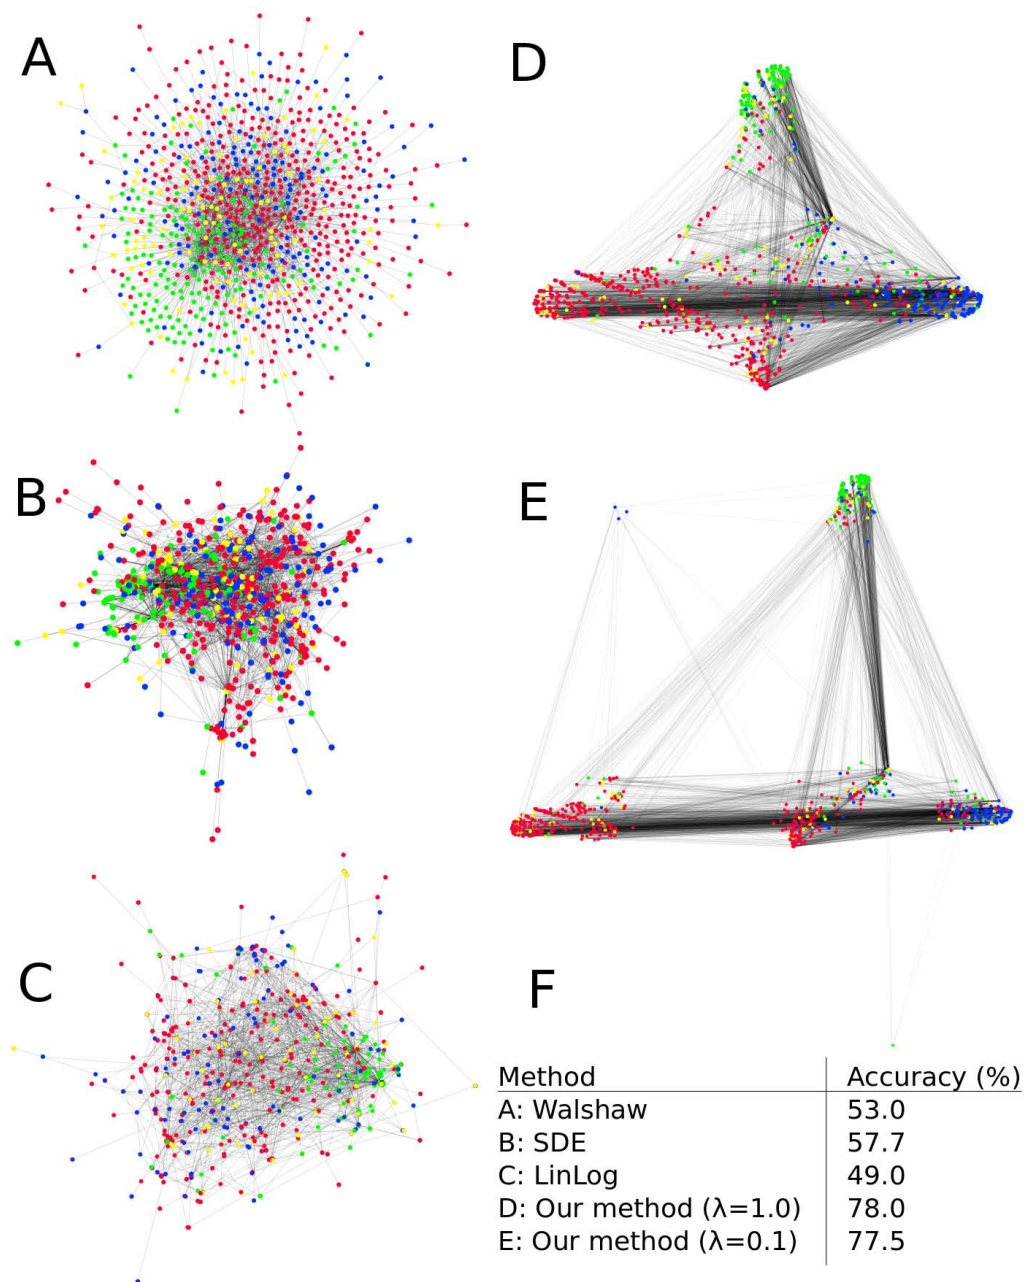 A
D
B
E
C
F
Method Accuracy (%)
A: Walshaw 53.0
B: SDE 57.7
C: LinLog 49.0
D: Our method (λ=1.0) 78.0
E: Our method (λ=0.1) 77.5